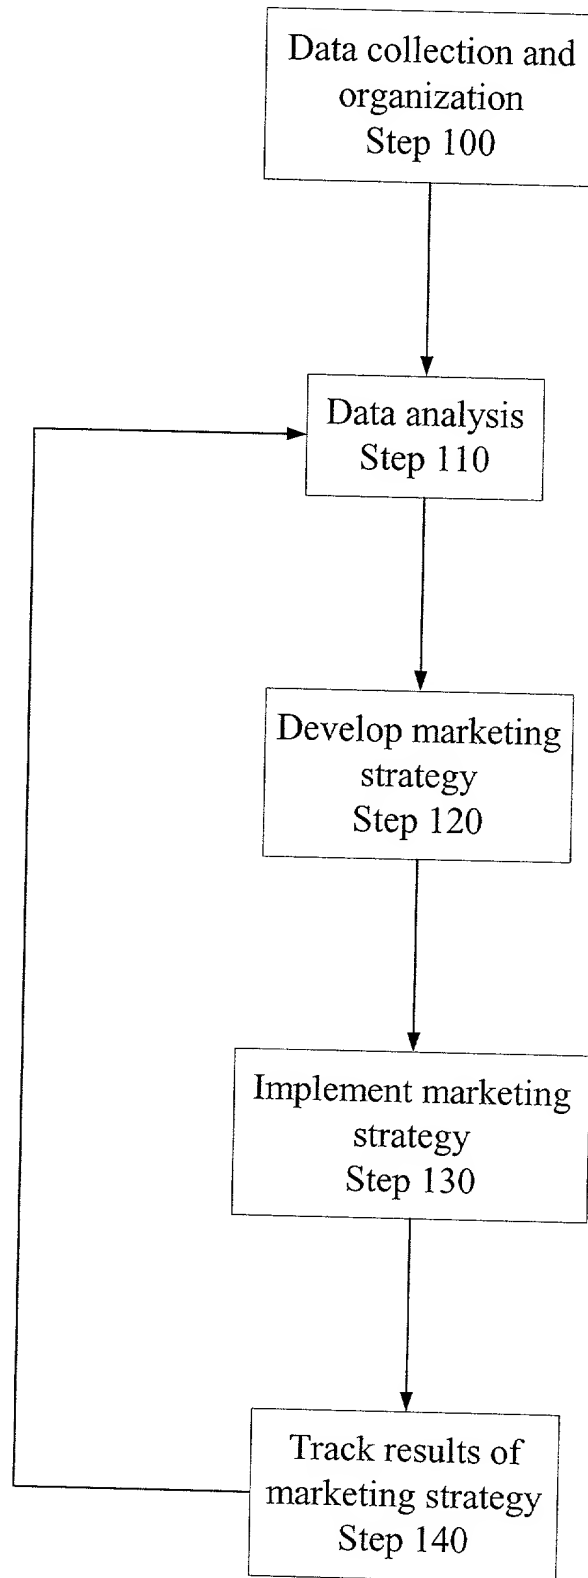 Data collection and
organization
Step 100
Data analysis
Step 110
Develop marketing
strategy
Step 120
Implement marketing
strategy
Step 130
Track results of
marketing strategy
Step 140